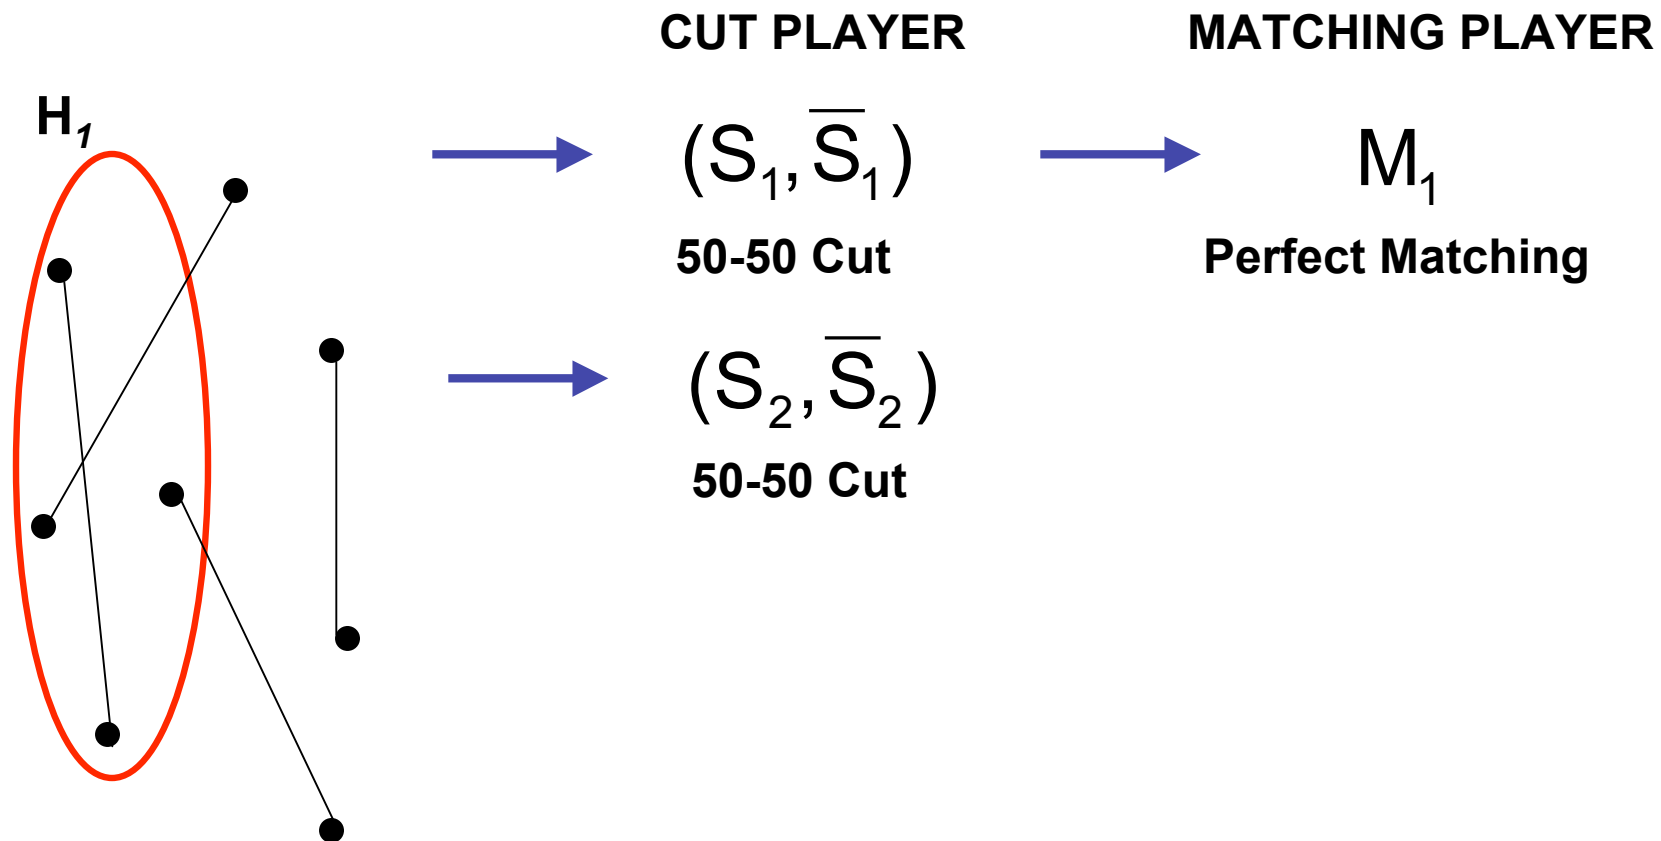 CUT PLAYER MATCHING PLAYER
H₁
(S₁, S̅₁) M₁
50-50 Cut Perfect Matching
(S₂, S̅₂)
50-50 Cut